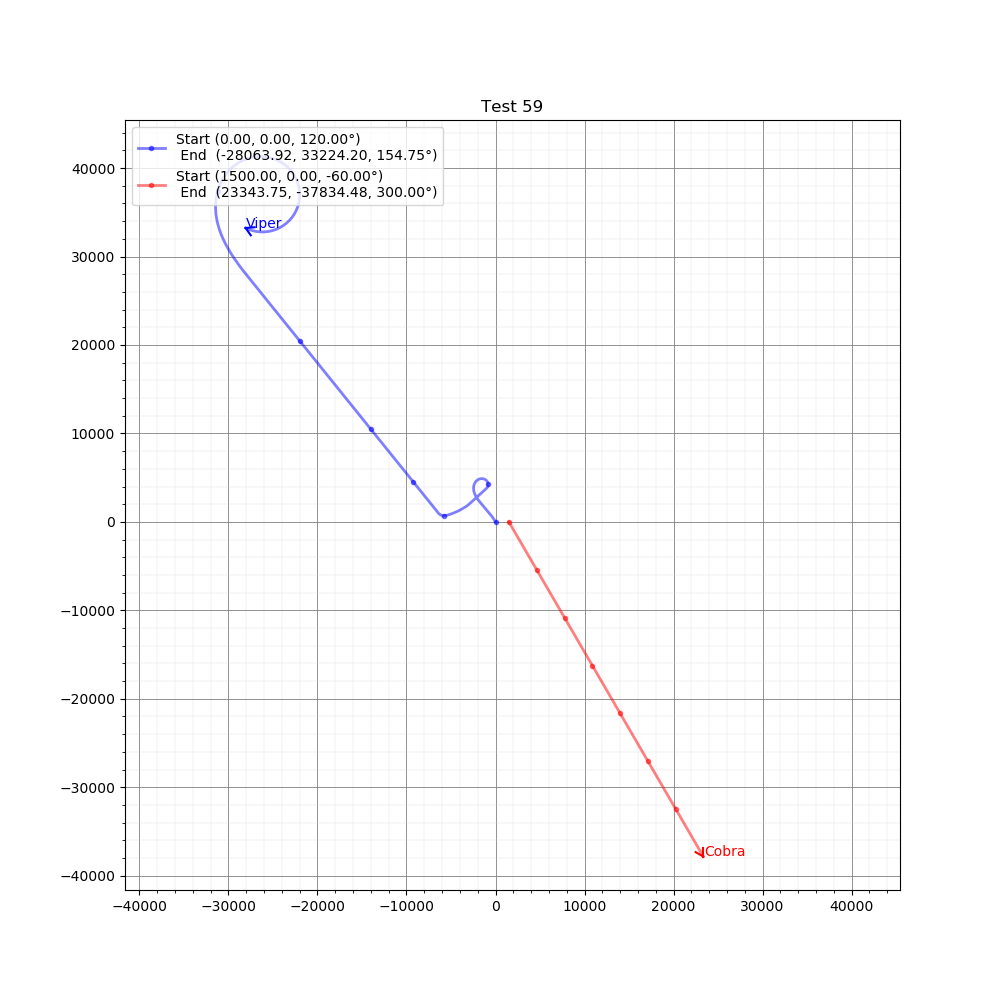 Test 59
Start (0.00, 0.00, 120.00°)
End  (-28063.92, 33224.20, 154.75°)
Start (1500.00, 0.00, -60.00°)
End  (23343.75, -37834.48, 300.00°)
40000
30000
20000
10000
0
−10000
−20000
−30000
−40000
Viper
Cobra
−40000 −30000 −20000 −10000 0 10000 20000 30000 40000